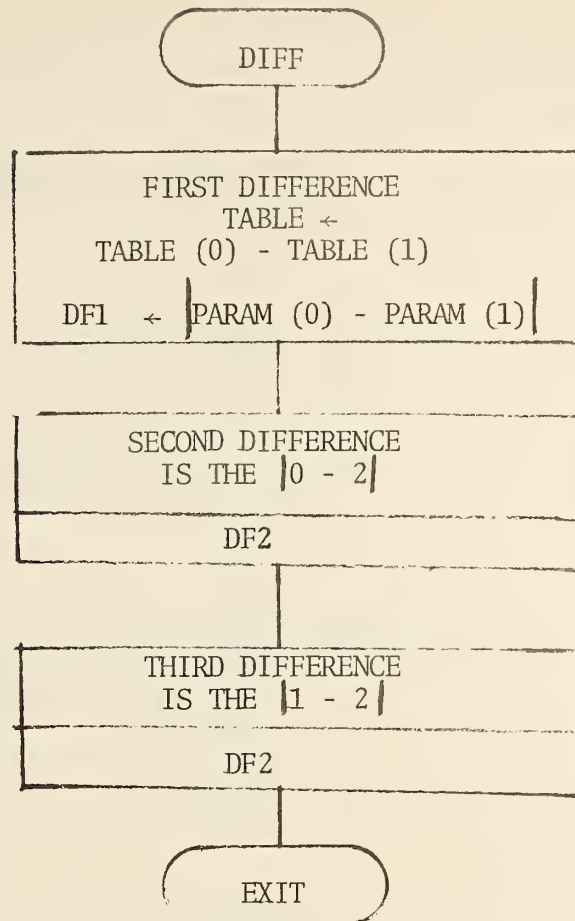 DIFF
FIRST DIFFERENCE
TABLE ←
TABLE (0) - TABLE (1)
DF1 ← |PARAM (0) - PARAM (1)|
SECOND DIFFERENCE
IS THE |0 - 2|
DF2
THIRD DIFFERENCE
IS THE |1 - 2|
DF2
EXIT